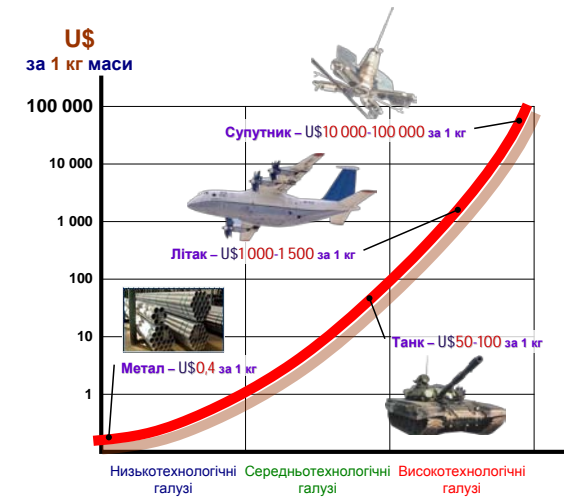 U$
за 1 кг маси
100 000
Супутник – U$10 000-100 000 за 1 кг
10 000
1 000
Літак – U$1 000-1 500 за 1 кг
100
10
Танк – U$50-100 за 1 кг
Метал – U$0,4 за 1 кг
1
Низькотехнологічні галузі
Середньотехнологічні галузі
Високотехнологічні галузі